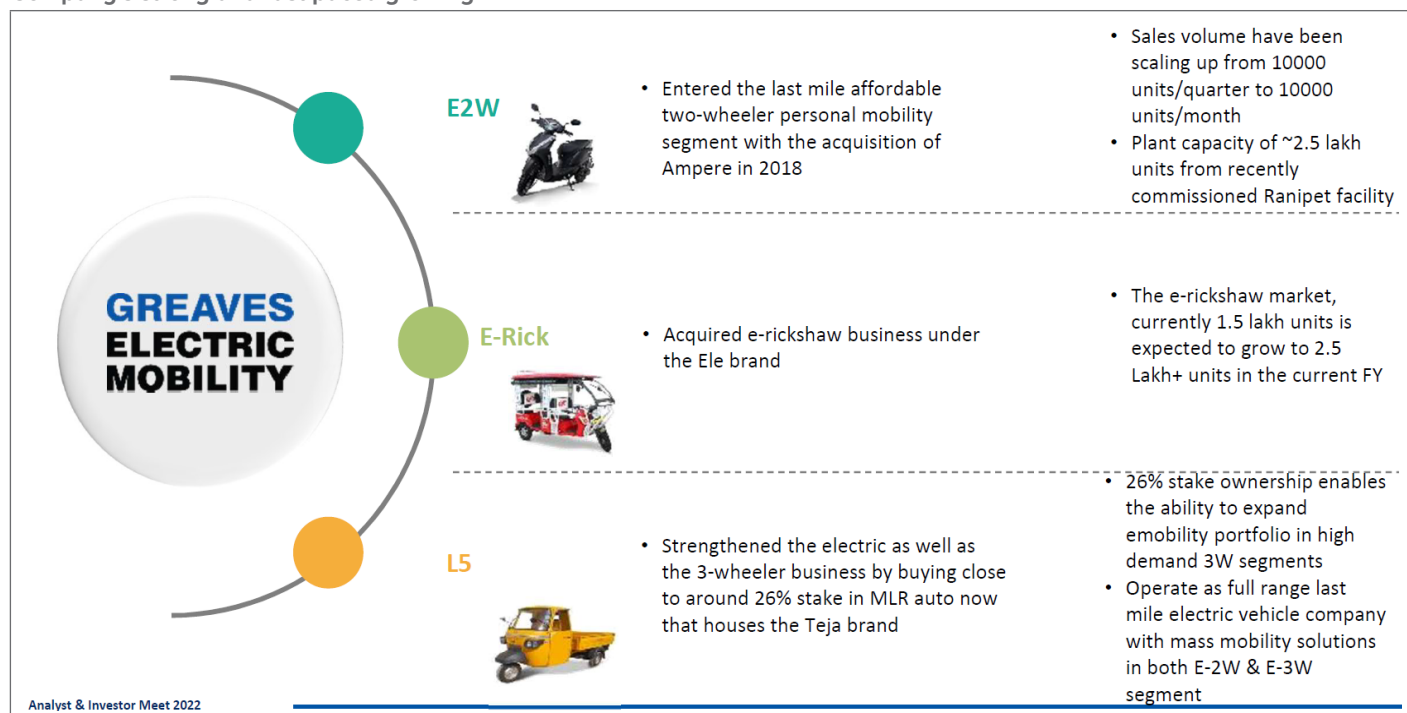 GREAVES
ELECTRIC
MOBILITY
E2W
• Entered the last mile affordable
two-wheeler personal mobility
segment with the acquisition of
Ampere in 2018
• Sales volume have been
scaling up from 10000
units/quarter to 10000
units/month
• Plant capacity of ~2.5 lakh
units from recently
commissioned Ranipet facility
E-Rick
• Acquired e-rickshaw business under
the Ele brand
• The e-rickshaw market,
currently 1.5 lakh units is
expected to grow to 2.5
Lakh+ units in the current FY
L5
• Strengthened the electric as well as
the 3-wheeler business by buying close
to around 26% stake in MLR auto now
that houses the Teja brand
• 26% stake ownership enables
the ability to expand
emobility portfolio in high
demand 3W segments
• Operate as full range last
mile electric vehicle company
with mass mobility solutions
in both E-2W & E-3W
segment
Analyst & Investor Meet 2022